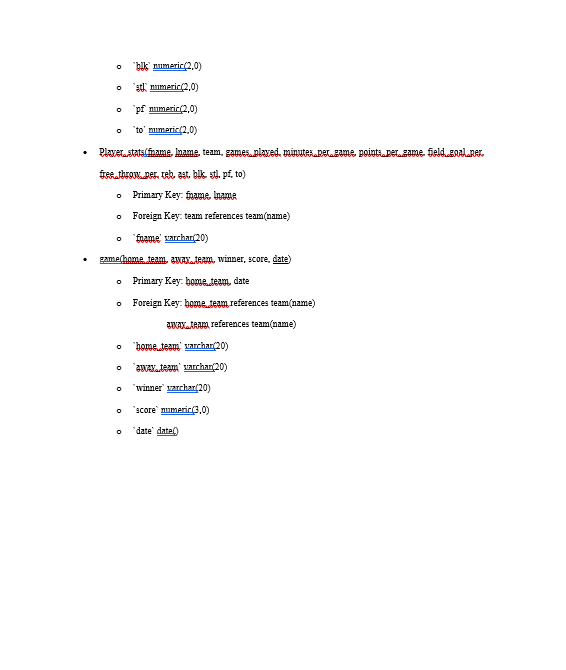 o `blk` numeric(2,0)
o `stl` numeric(2,0)
o `pf` numeric(2,0)
o `to` numeric(2,0)
• Player_stats(fname, lname, team, games_played, minutes_per_game, points_per_game, field_goal_per,
free_throw_per, reb, ast, blk, stl, pf, to)
o Primary Key: fname, lname
o Foreign Key: team references team(name)
o `fname` varchar(20)
• game(home_team, away_team, winner, score, date)
o Primary Key: home_team, date
o Foreign Key: home_team references team(name)
away_team references team(name)
o `home_team` varchar(20)
o `away_team` varchar(20)
o `winner` varchar(20)
o `score` numeric(3,0)
o `date` date()